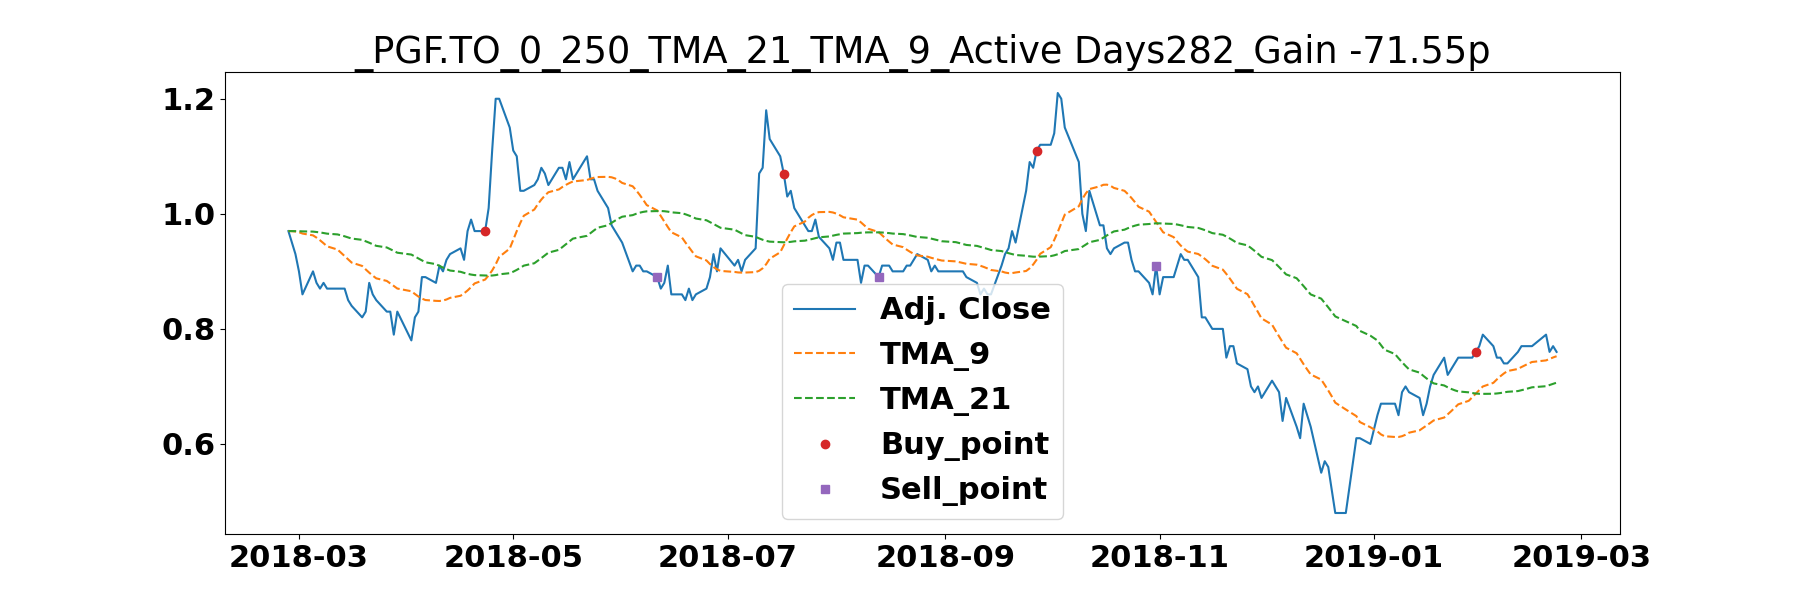 _PGF.TO_0_250_TMA_21_TMA_9_Active Days282_Gain -71.55p
1.2
1.0
0.8
0.6
Adj. Close
TMA_9
TMA_21
Buy_point
Sell_point
2018-03 2018-05 2018-07 2018-09 2018-11 2019-01 2019-03